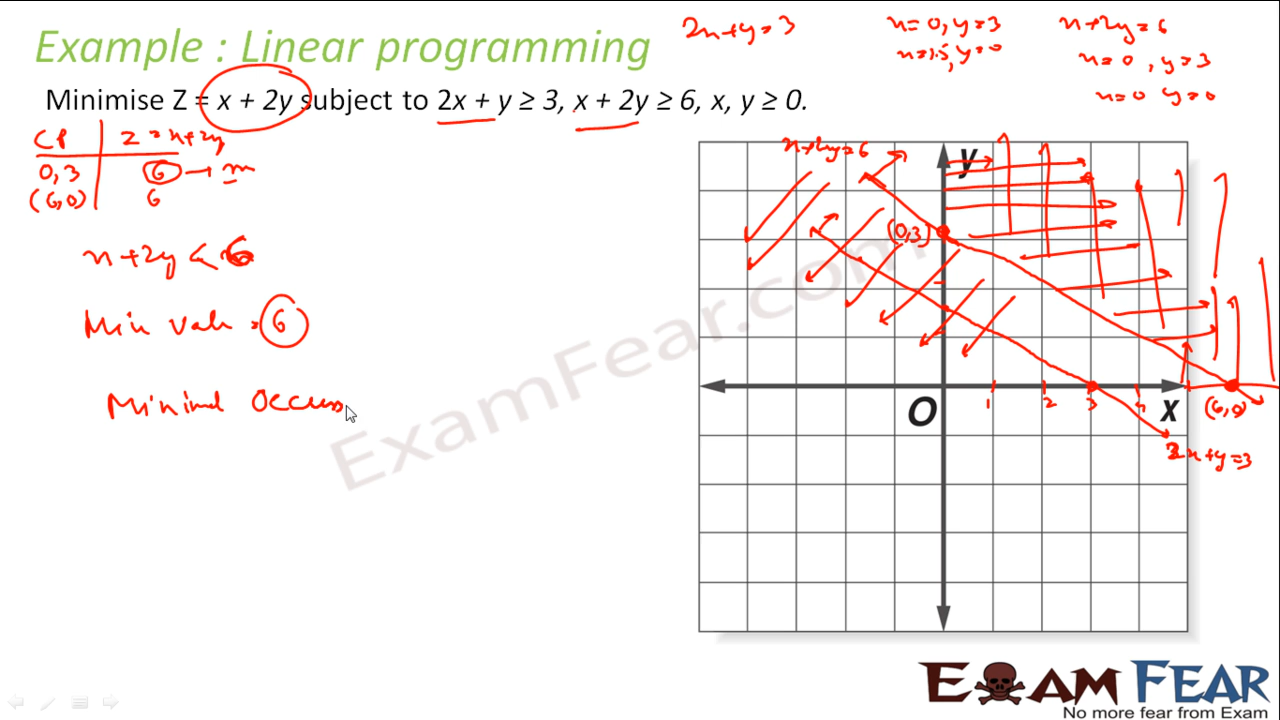 Example : Linear programming
2x+y=3
x=0, y=3
x=1.5, y=0
x+2y=6
x=0, y=3
x=0 y=0
Minimise Z = x + 2y subject to 2x + y ≥ 3, x + 2y ≥ 6, x, y ≥ 0.
CP Z = x+2y
0,3 6 → m
(6,0) 6
x+2y < 6
Min value = 6
Minimal Occurs
x+2y=6
y
(0,3)
O
1 2 3 4
x
(6,0)
2x+y=3
ExamFear.com
EXAM FEAR
No more fear from Exam